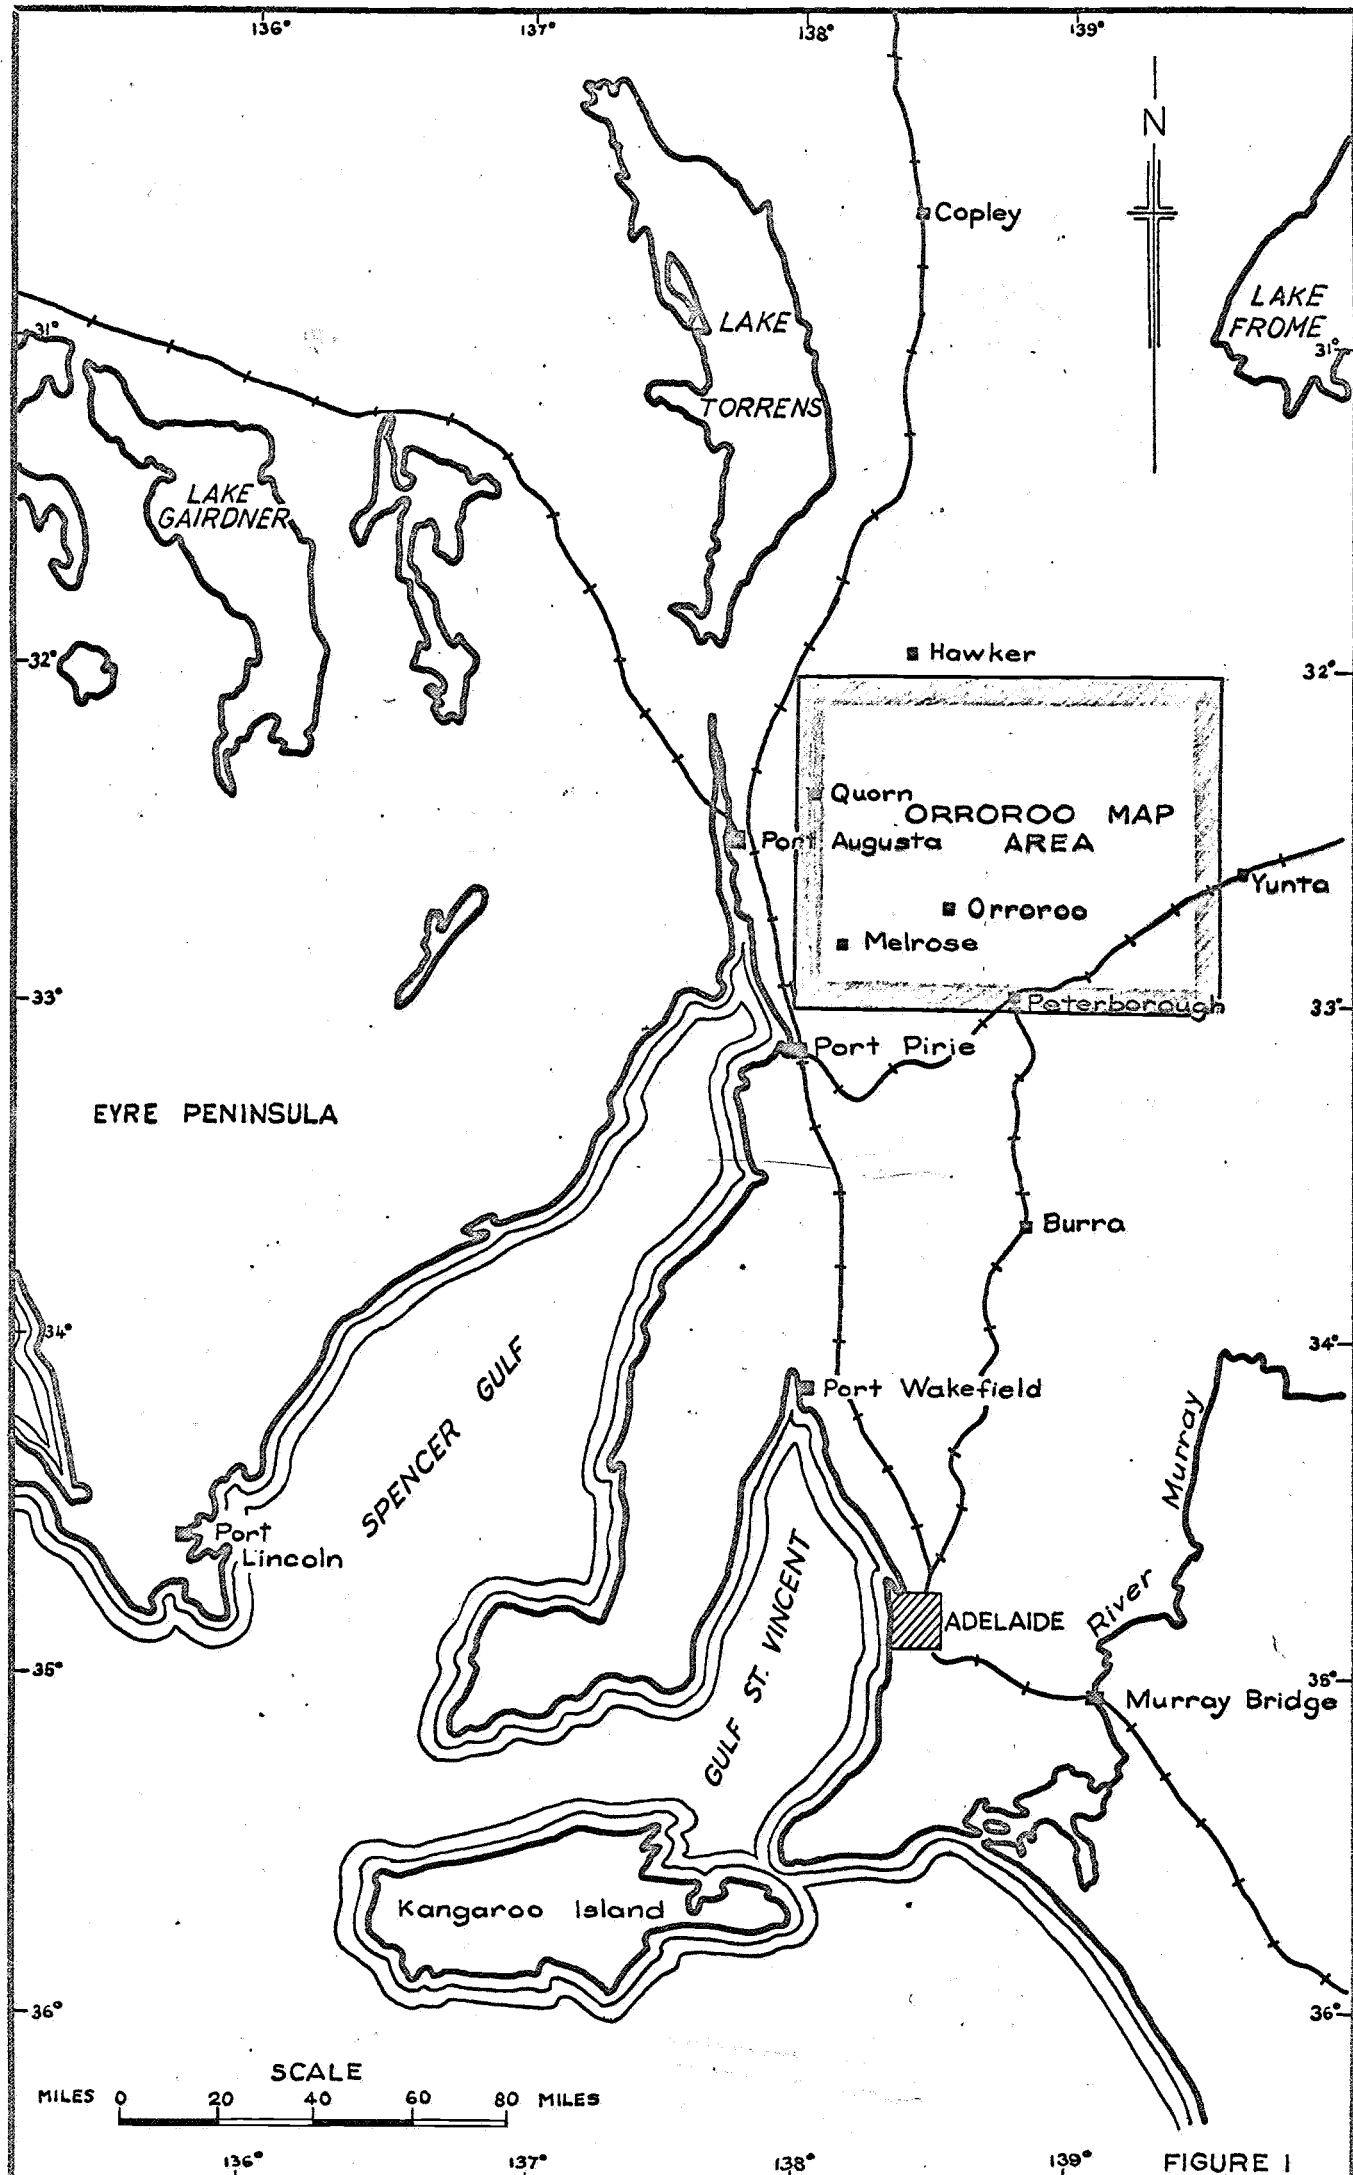 136°
137°
138°
139°
N
Copley
LAKE
FROME
31°
31°
LAKE
TORRENS
LAKE
GAIRDNER
32°
Hawker
32°
Quorn
ORROROO MAP
AREA
Port Augusta
Yunta
Orroroo
Melrose
33°
Peterborough
33°
Port Pirie
EYRE PENINSULA
Burra
34°
34°
SPENCER GULF
Port Wakefield
Murray
River
Port
Lincoln
GULF ST. VINCENT
ADELAIDE
35°
35°
Murray Bridge
Kangaroo Island
36°
36°
SCALE
MILES 0 20 40 60 80 MILES
136°
137°
138°
139°
FIGURE 1